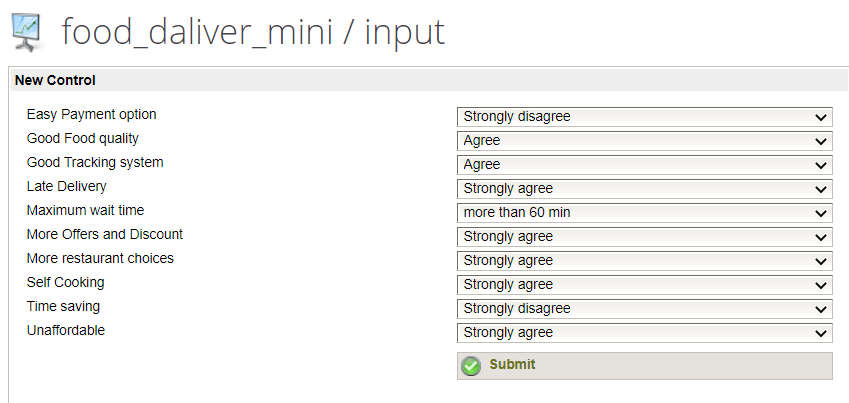 food_daliver_mini / input
New Control
Easy Payment option Strongly disagree
Good Food quality Agree
Good Tracking system Agree
Late Delivery Strongly agree
Maximum wait time more than 60 min
More Offers and Discount Strongly agree
More restaurant choices Strongly agree
Self Cooking Strongly agree
Time saving Strongly disagree
Unaffordable Strongly agree
Submit